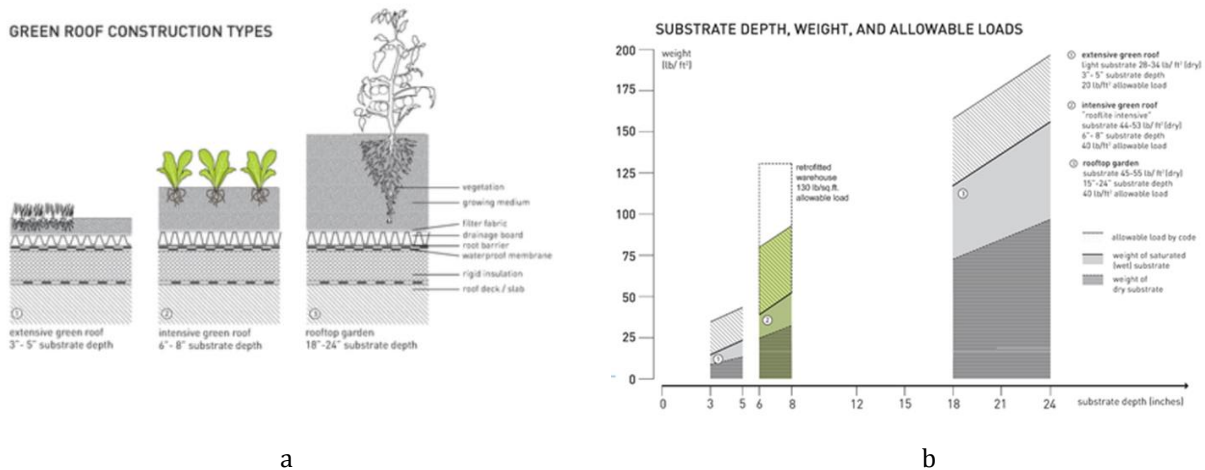 GREEN ROOF CONSTRUCTION TYPES
vegetation
growing medium
filter fabric
drainage board
root barrier
waterproof membrane
rigid insulation
roof deck / slab
1
2
3
extensive green roof
3"- 5" substrate depth
intensive green roof
6"- 8" substrate depth
rooftop garden
18"-24" substrate depth
a
SUBSTRATE DEPTH, WEIGHT, AND ALLOWABLE LOADS
200
175
150
125
100
75
50
25
0
weight
(lb/ ft²)
retrofitted
warehouse
130 lb/sq.ft.
allowable load
1
2
3
0
3
5
6
8
12
15
18
21
24
substrate depth (inches)
1 extensive green roof
light substrate 28-34 lb/ ft³ (dry)
3"- 5" substrate depth
20 lb/ft² allowable load
2 intensive green roof
"rooflite intensive"
substrate 44-53 lb/ ft³ (dry)
6"- 8" substrate depth
40 lb/ft² allowable load
3 rooftop garden
substrate 45-55 lb/ ft³ (dry)
15"-24" substrate depth
40 lb/ft² allowable load
allowable load by code
weight of saturated
(wet) substrate
weight of
dry substrate
b